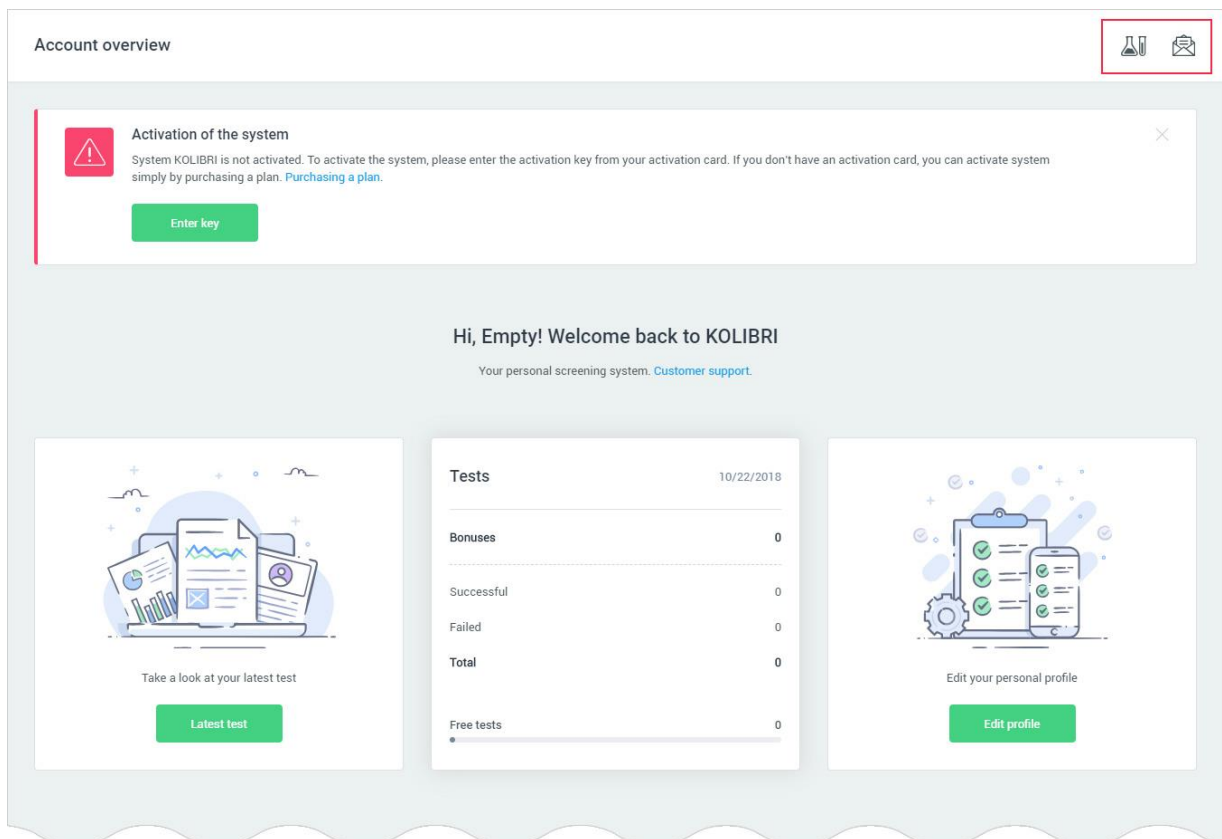 Account overview
Activation of the system
System KOLIBRI is not activated. To activate the system, please enter the activation key from your activation card. If you don't have an activation card, you can activate system
simply by purchasing a plan. Purchasing a plan.
Enter key
Hi, Empty! Welcome back to KOLIBRI
Your personal screening system. Customer support.
Take a look at your latest test
Latest test
Tests 10/22/2018
Bonuses 0
Successful 0
Failed 0
Total 0
Free tests 0
Edit your personal profile
Edit profile